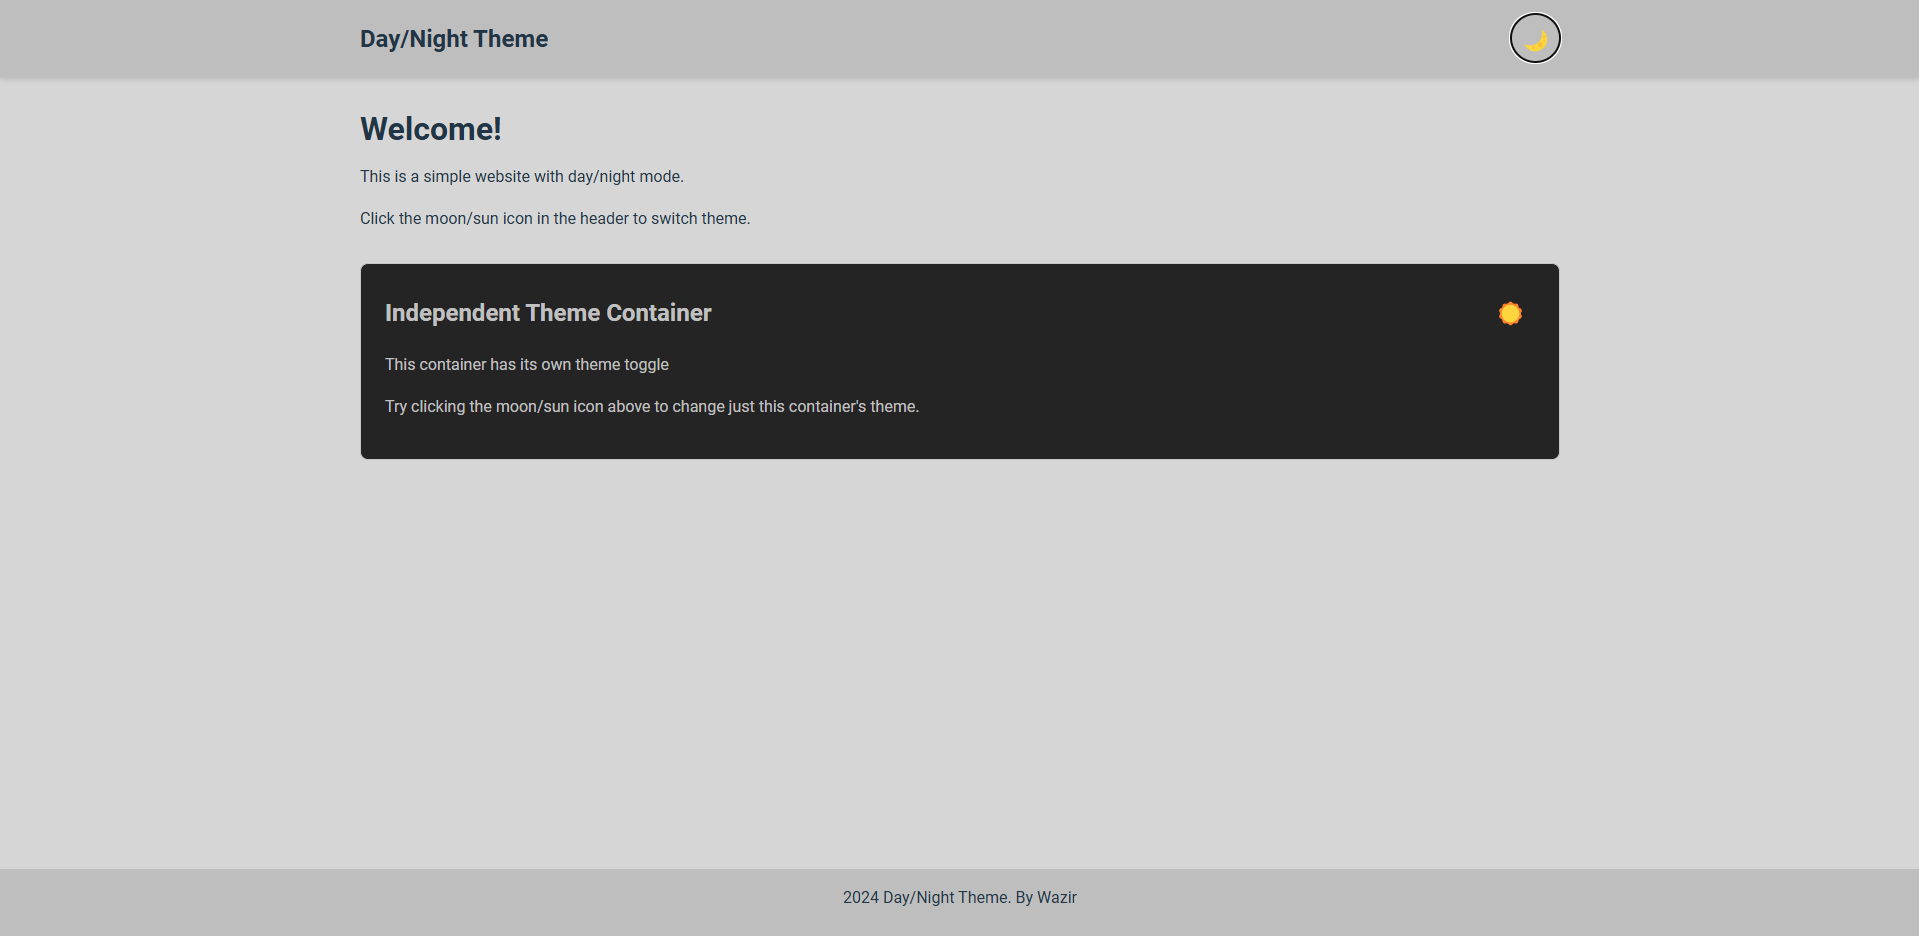 Day/Night Theme
Welcome!
This is a simple website with day/night mode.
Click the moon/sun icon in the header to switch theme.
Independent Theme Container
This container has its own theme toggle
Try clicking the moon/sun icon above to change just this container's theme.
2024 Day/Night Theme. By Wazir